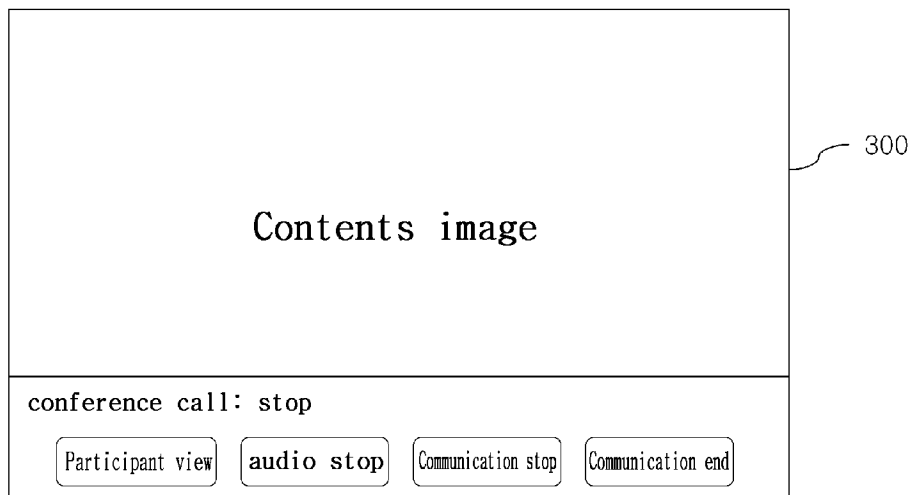 300
Contents image
conference call: stop
Participant view audio stop Communication stop Communication end